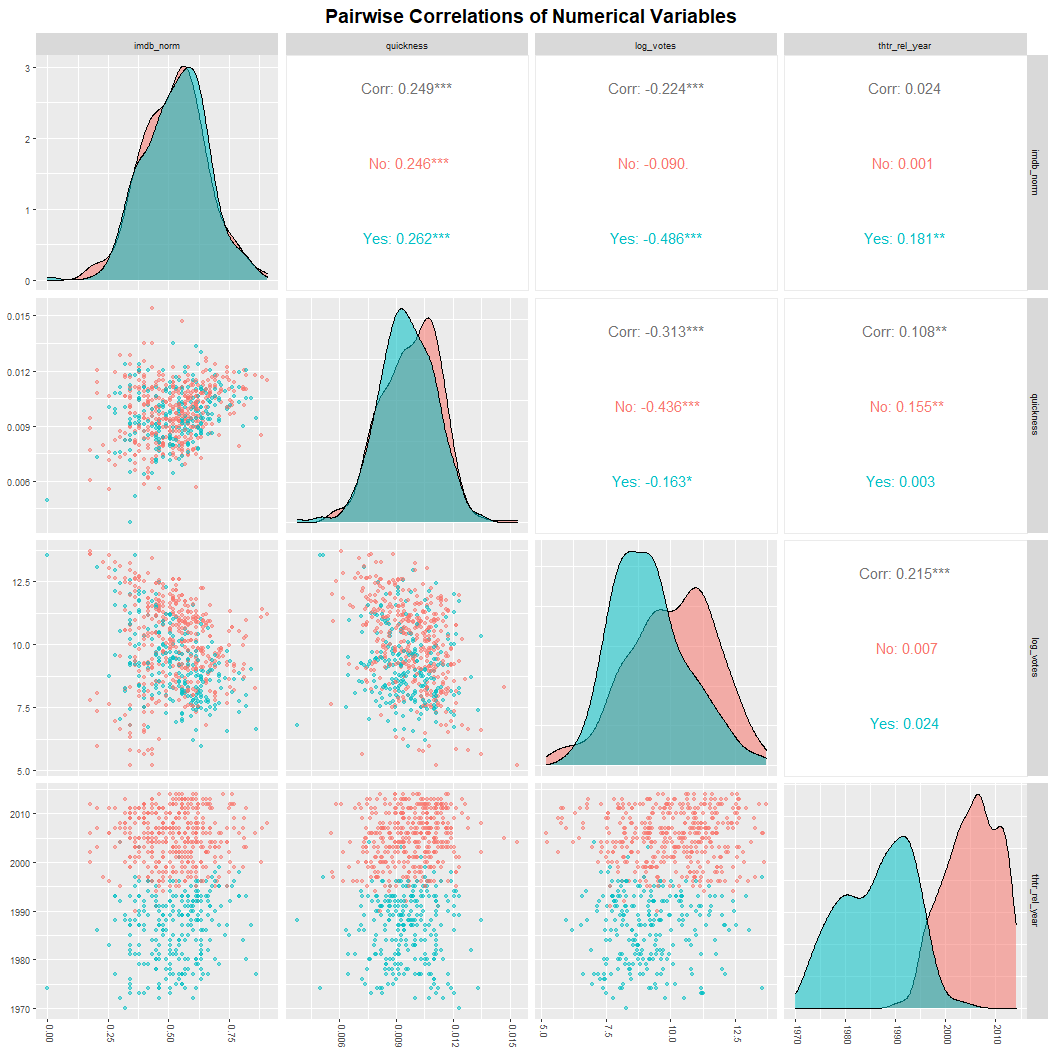 Pairwise Correlations of Numerical Variables
imdb_norm quickness log_votes thtr_rel_year
3
2
1
0
Corr: 0.249***
No: 0.246***
Yes: 0.262***
Corr: -0.224***
No: -0.090.
Yes: -0.486***
Corr: 0.024
No: 0.001
Yes: 0.181**
imdb_norm
0.015
0.012
0.009
0.006
Corr: -0.313***
No: -0.436***
Yes: -0.163*
Corr: 0.108**
No: 0.155**
Yes: 0.003
quickness
12.5
10.0
7.5
5.0
Corr: 0.215***
No: 0.007
Yes: 0.024
log_votes
2010
2000
1990
1980
1970
thtr_rel_year
0.00 0.25 0.50 0.75 0.006 0.009 0.012 0.015 5.0 7.5 10.0 12.5 1970 1980 1990 2000 2010